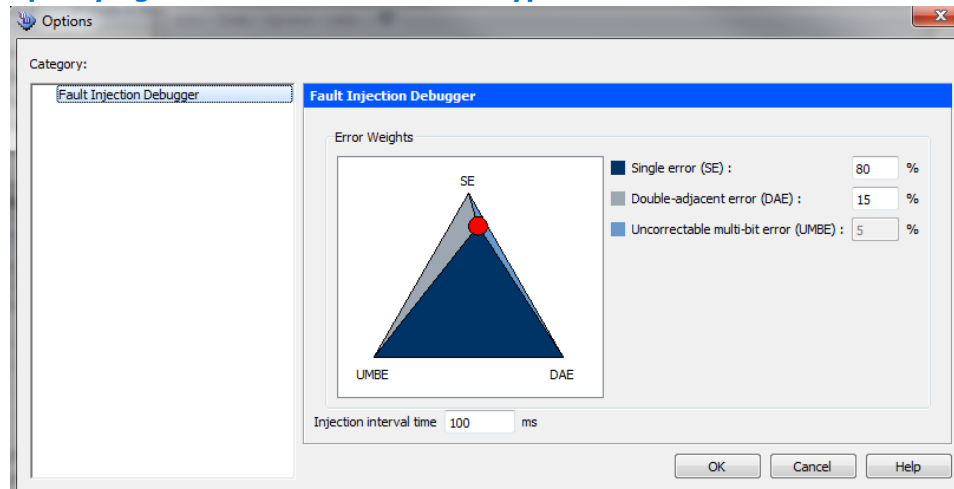 Options
Category:
Fault Injection Debugger
Fault Injection Debugger
Error Weights
SE
UMBE
DAE
Single error (SE) : 80 %
Double-adjacent error (DAE) : 15 %
Uncorrectable multi-bit error (UMBE) : 5 %
Injection interval time 100 ms
OK Cancel Help